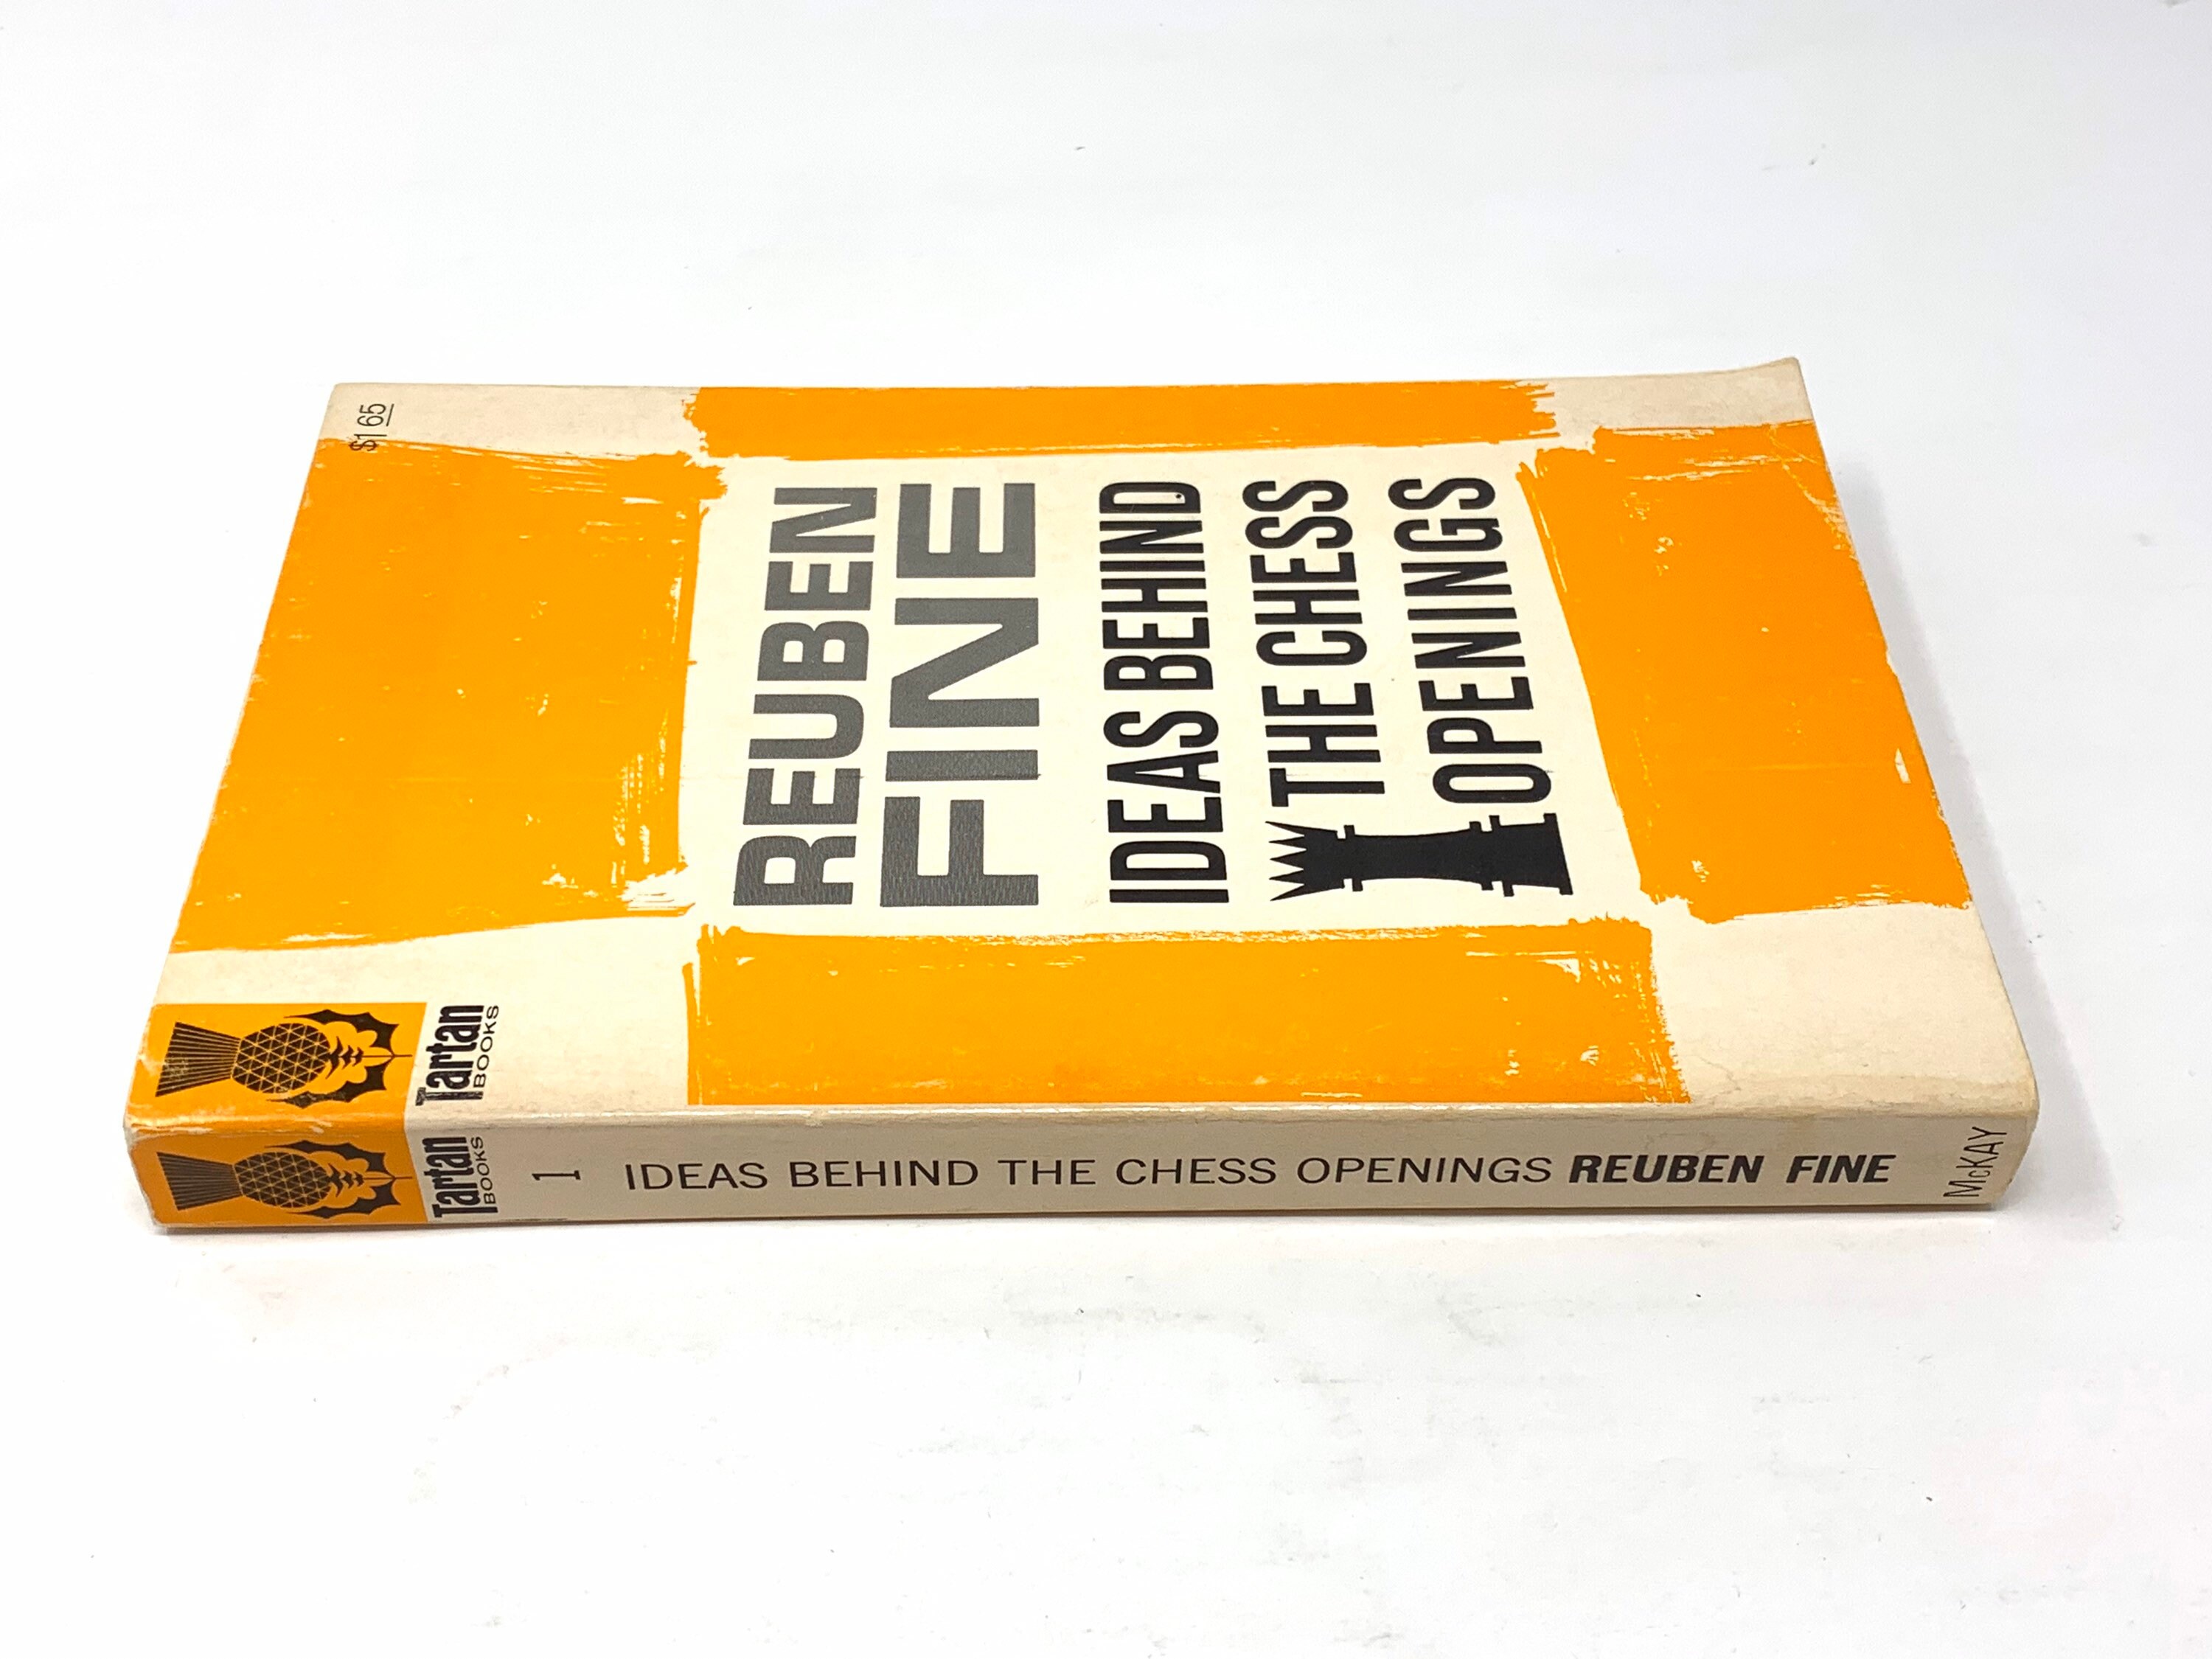 $1 65
REUBEN
FINE
IDEAS BEHIND
THE CHESS
OPENINGS
Tartan
BOOKS
Tartan
BOOKS
1
IDEAS BEHIND THE CHESS OPENINGS REUBEN FINE
McKAY